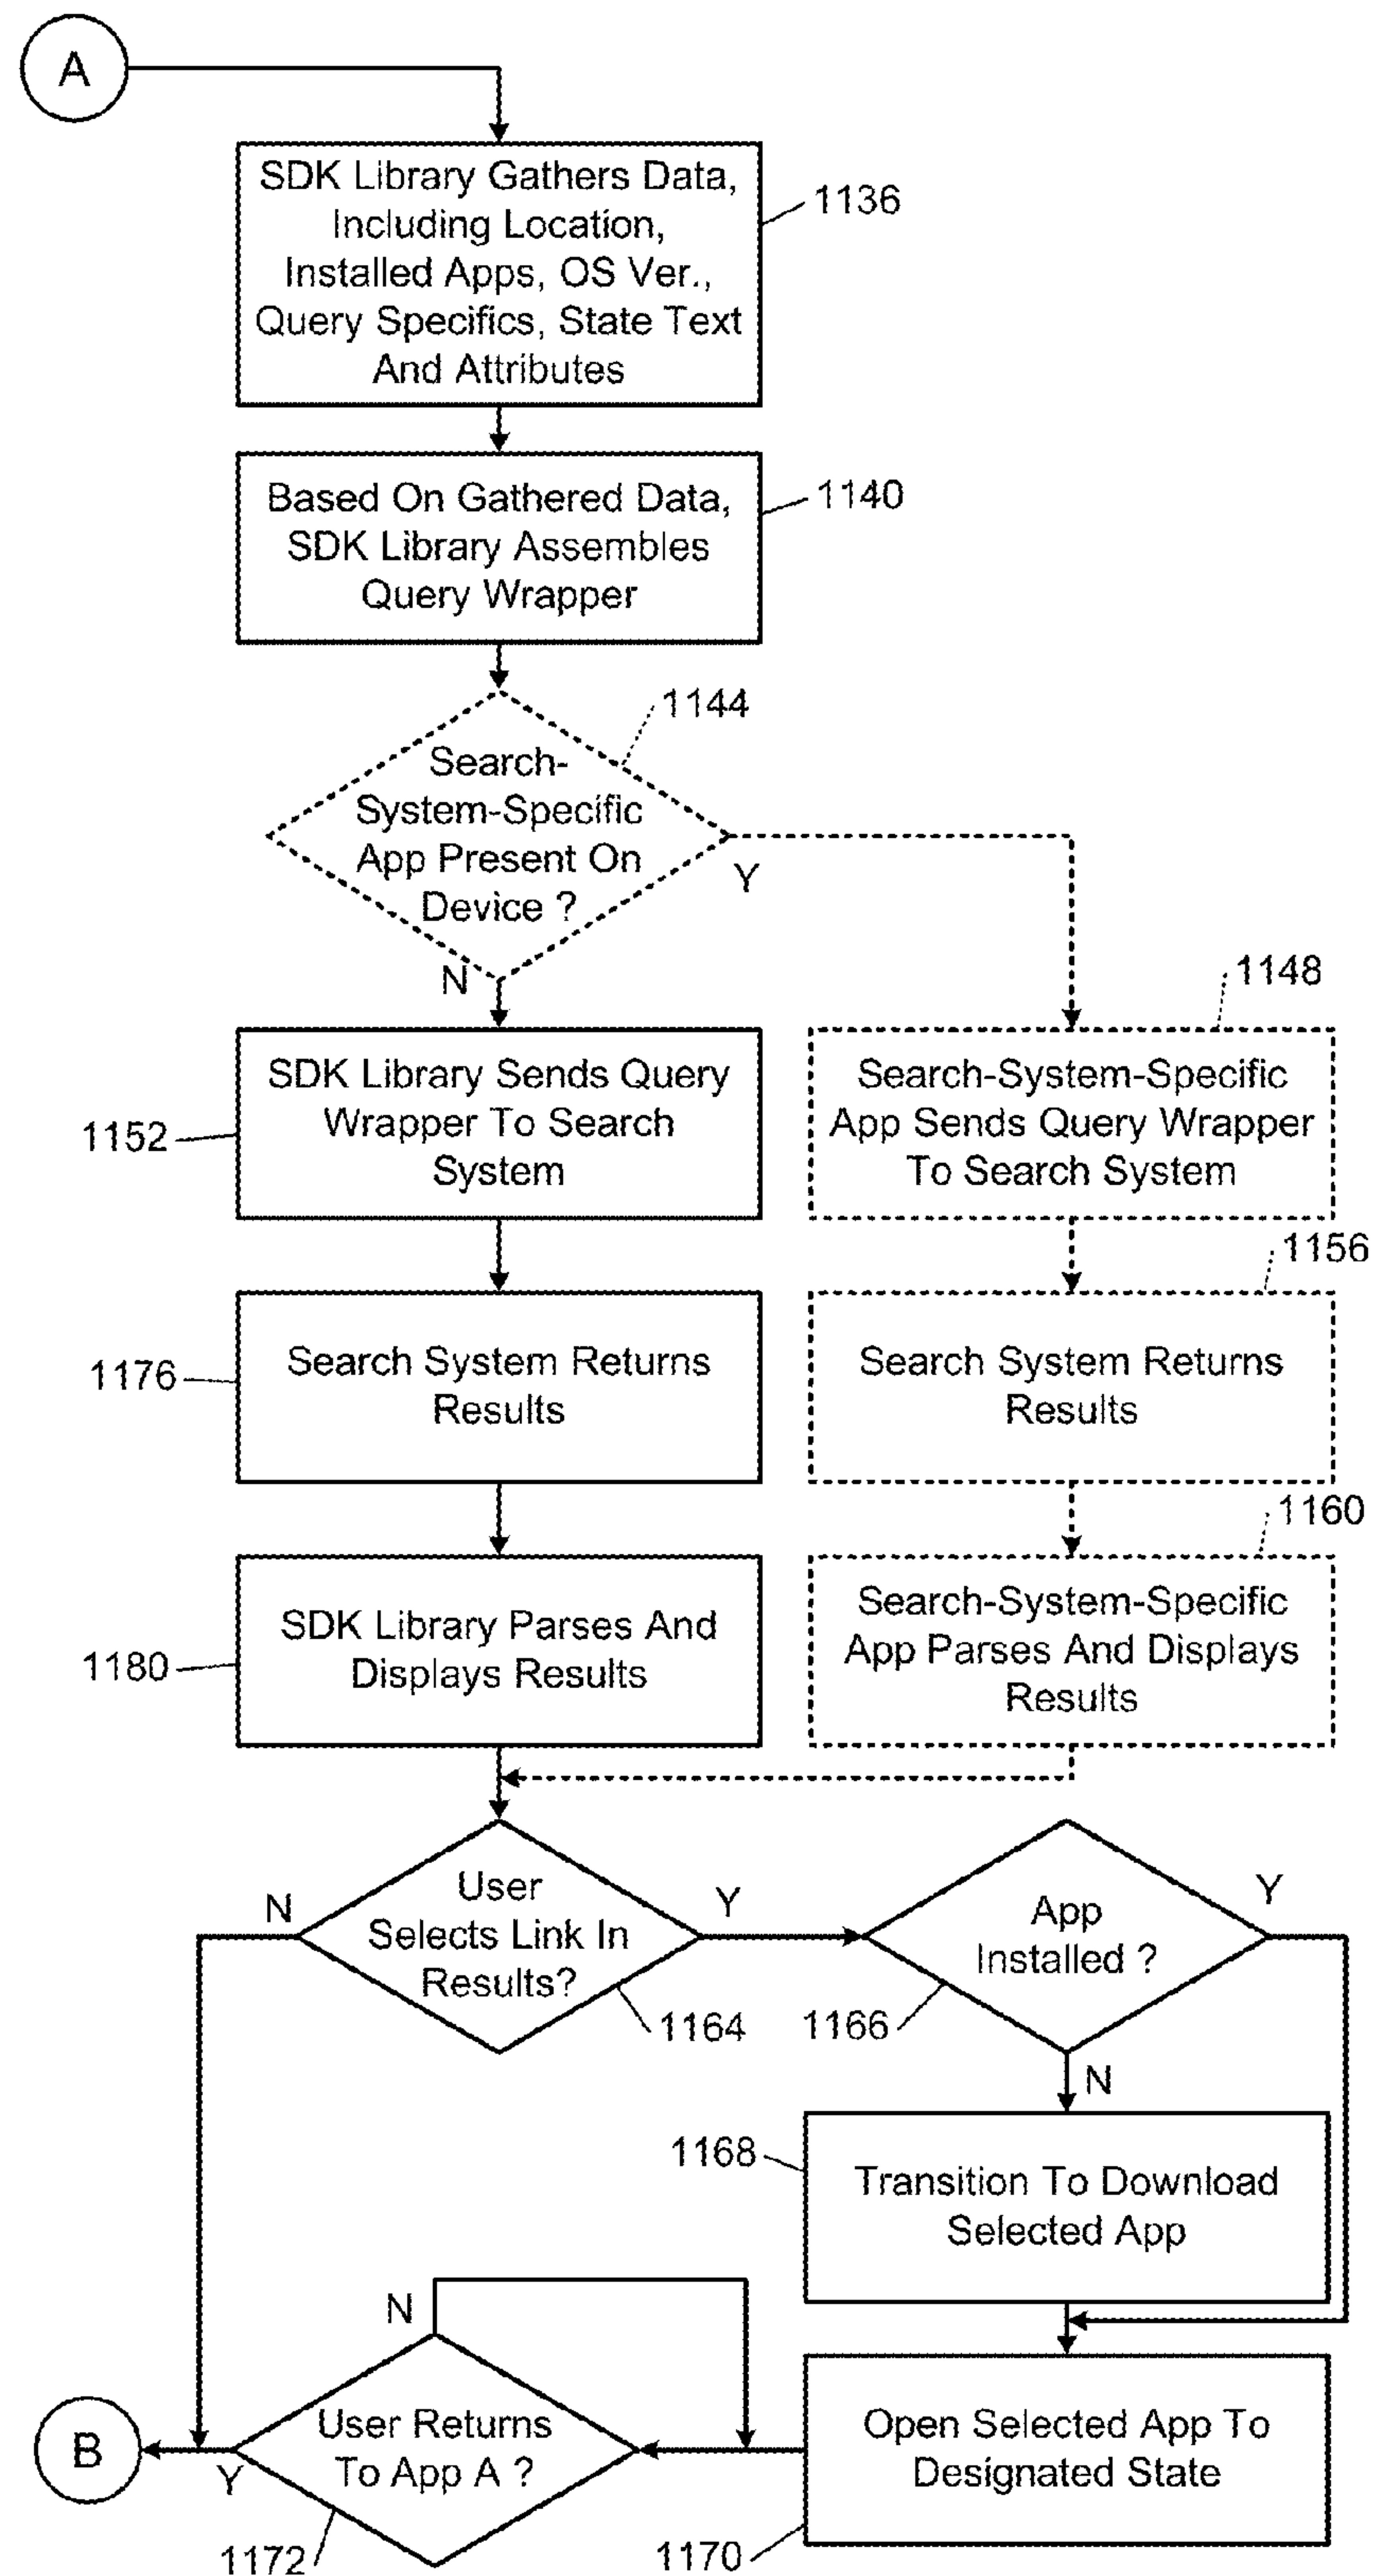 A
SDK Library Gathers Data,
Including Location,
Installed Apps, OS Ver.,
Query Specifics, State Text
And Attributes
1136
Based On Gathered Data,
SDK Library Assembles
Query Wrapper
1140
1144
Search-
System-Specific
App Present On
Device ?
Y
N
1148
SDK Library Sends Query
Wrapper To Search
System
1152
Search-System-Specific
App Sends Query Wrapper
To Search System
1156
Search System Returns
Results
1176
Search System Returns
Results
1160
SDK Library Parses And
Displays Results
1180
Search-System-Specific
App Parses And Displays
Results
N
User
Selects Link In
Results?
Y
1164
App
Installed ?
Y
1166
N
1168
Transition To Download
Selected App
N
B
Y
User Returns
To App A ?
1172
Open Selected App To
Designated State
1170